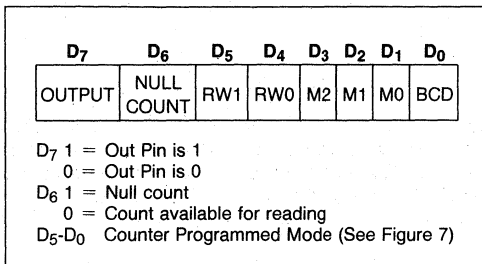 D7 D6 D5 D4 D3 D2 D1 D0
OUTPUT NULL COUNT RW1 RW0 M2 M1 M0 BCD
D7 1 = Out Pin is 1
0 = Out Pin is 0
D6 1 = Null count
0 = Count available for reading
D5-D0 Counter Programmed Mode (See Figure 7)